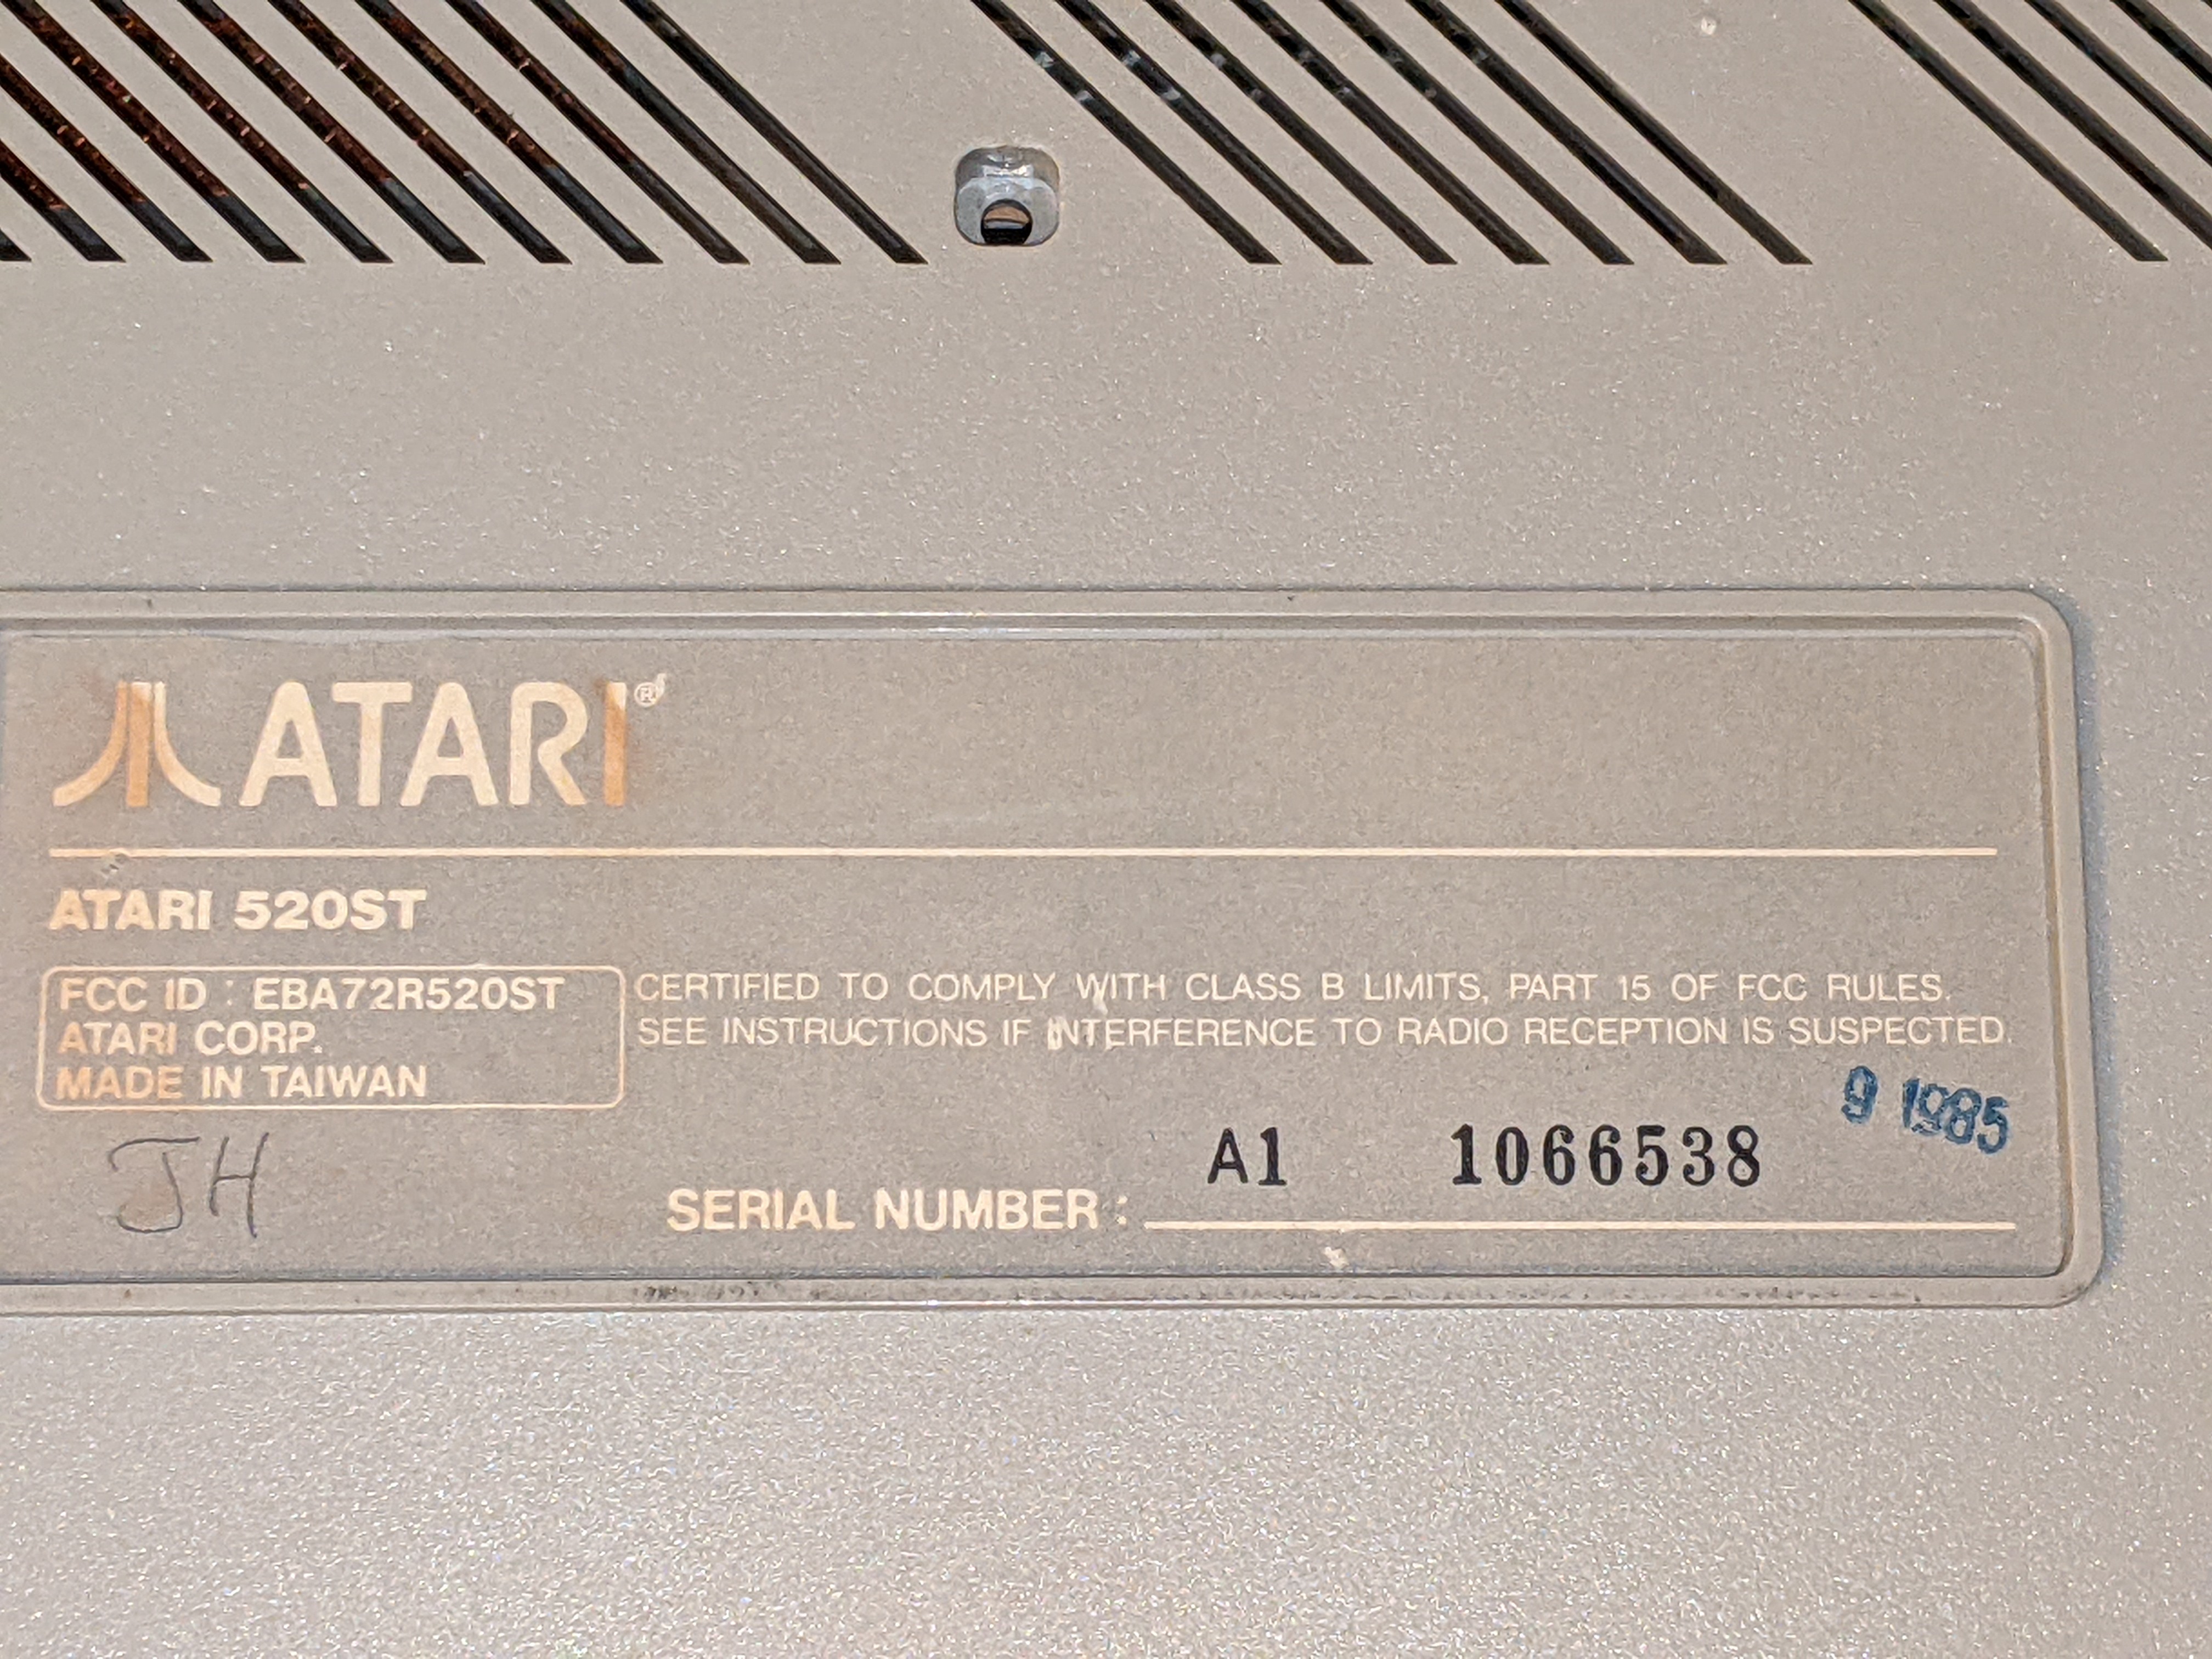 ATARI®
ATARI 520ST
FCC ID : EBA72R520ST
ATARI CORP.
MADE IN TAIWAN
CERTIFIED TO COMPLY WITH CLASS B LIMITS, PART 15 OF FCC RULES.
SEE INSTRUCTIONS IF INTERFERENCE TO RADIO RECEPTION IS SUSPECTED.
9 1985
JH
SERIAL NUMBER : A1 1066538